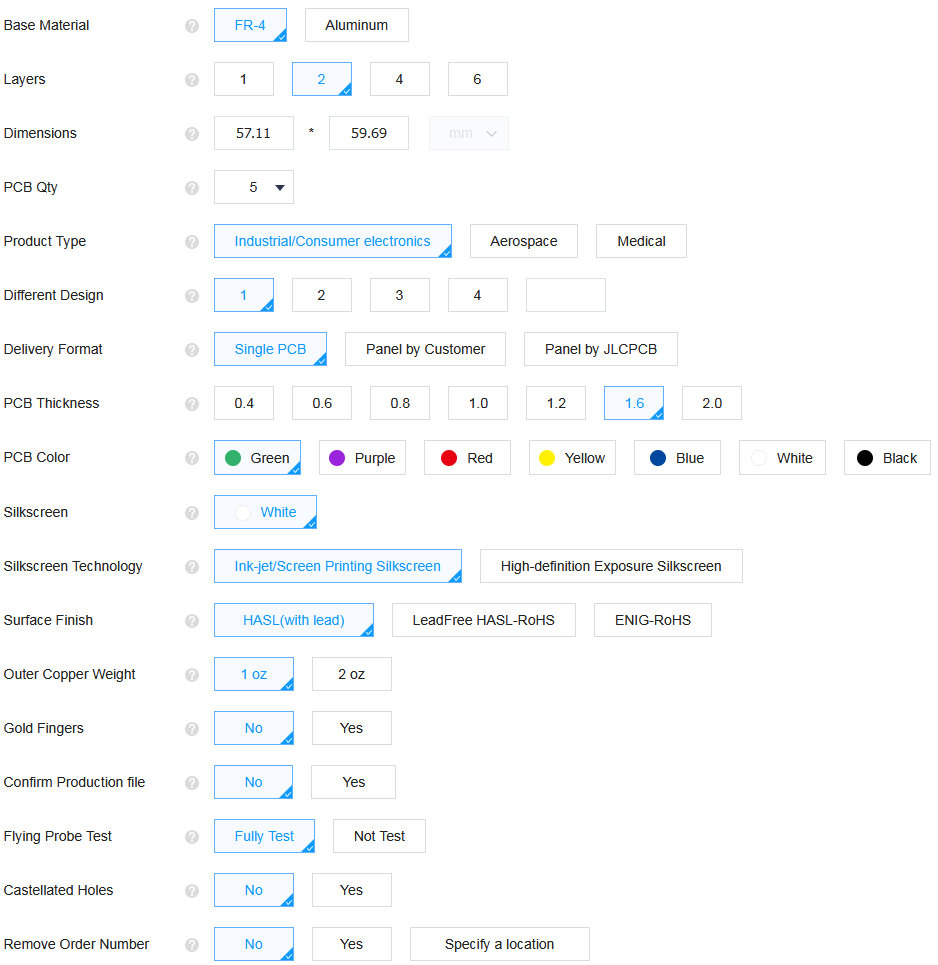 Base Material ? FR-4 Aluminum
Layers ? 1 2 4 6
Dimensions ? 57.11 * 59.69 mm
PCB Qty ? 5
Product Type ? Industrial/Consumer electronics Aerospace Medical
Different Design ? 1 2 3 4
Delivery Format ? Single PCB Panel by Customer Panel by JLCPCB
PCB Thickness ? 0.4 0.6 0.8 1.0 1.2 1.6 2.0
PCB Color ? Green Purple Red Yellow Blue White Black
Silkscreen ? White
Silkscreen Technology ? Ink-jet/Screen Printing Silkscreen High-definition Exposure Silkscreen
Surface Finish ? HASL(with lead) LeadFree HASL-RoHS ENIG-RoHS
Outer Copper Weight ? 1 oz 2 oz
Gold Fingers ? No Yes
Confirm Production file ? No Yes
Flying Probe Test ? Fully Test Not Test
Castellated Holes ? No Yes
Remove Order Number ? No Yes Specify a location